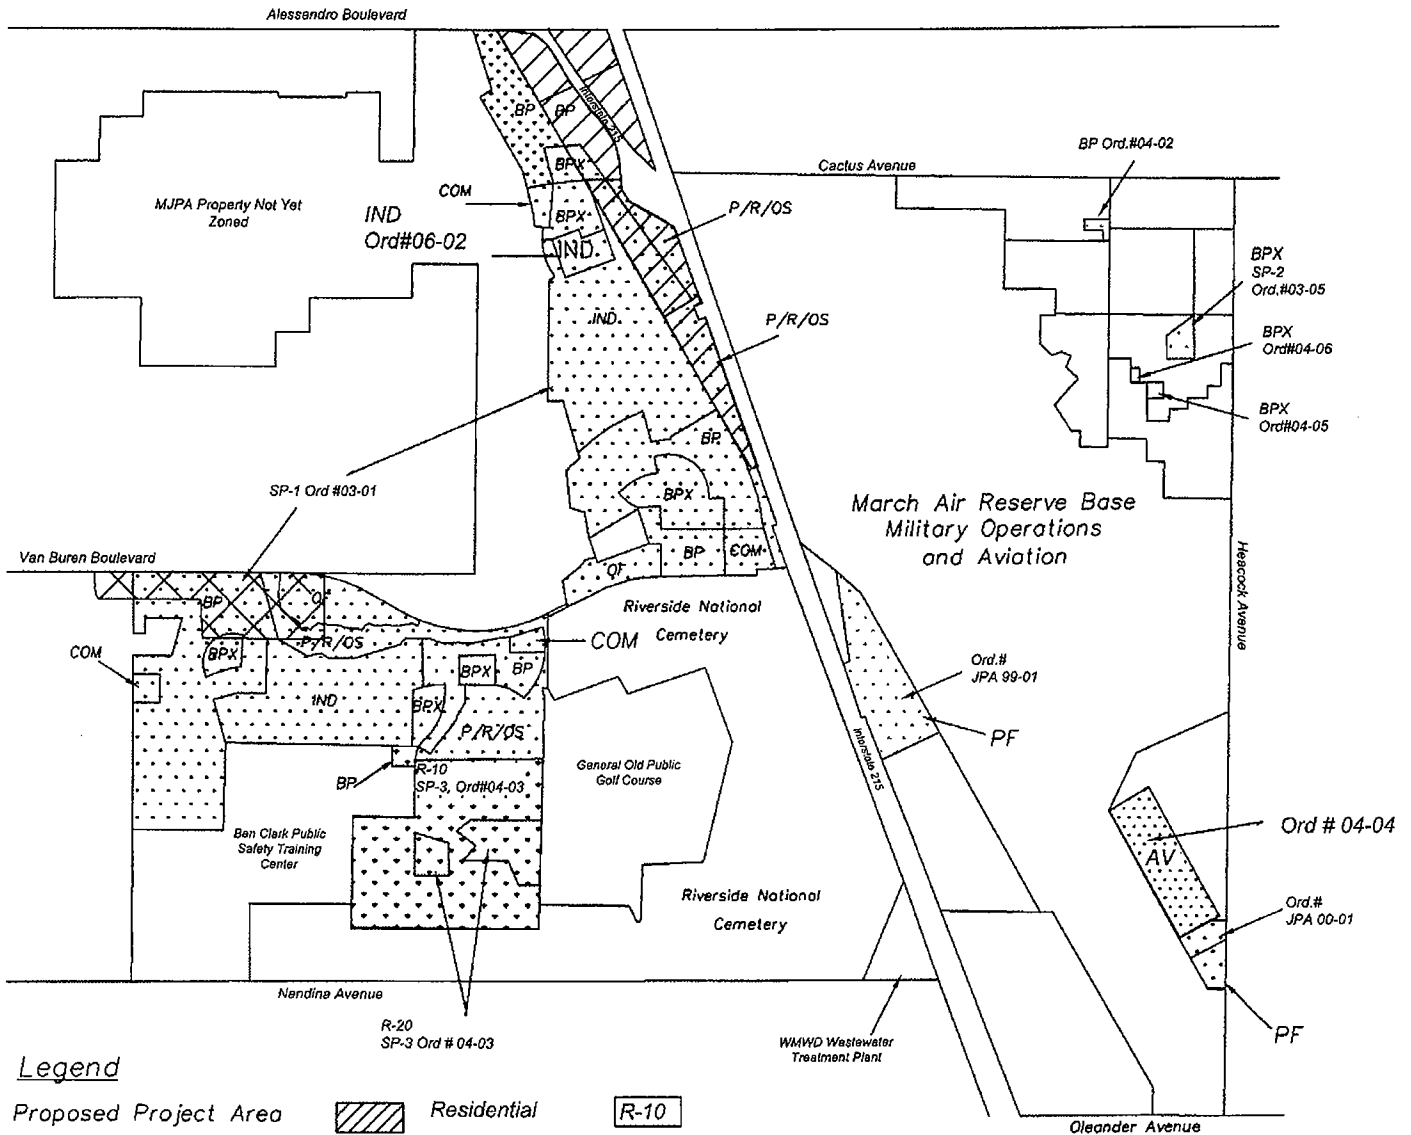 Alessandro Boulevard
BP
BP
Interstate 215
BP Ord.#04-02
Cactus Avenue
BPX
COM
MJPA Property Not Yet
Zoned
IND
Ord#06-02
BPX
P/R/OS
IND
BPX
SP-2
Ord.#03-05
IND
P/R/OS
BPX
Ord#04-06
BPX
Ord#04-05
BP
SP-1 Ord #03-01
BPX
March Air Reserve Base
Military Operations
and Aviation
Van Buren Boulevard
BP
COM
OF
Heacock Avenue
BP
Riverside National
Cemetery
P/R/OS
COM
COM
BPX
BPX
BP
Ord.#
JPA 99-01
IND
BPX
P/R/OS
PF
Interstate 215
BP
R-10
SP-3, Ord#04-03
General Old Public
Golf Course
Ben Clark Public
Safety Training
Center
Ord # 04-04
AV
Riverside National
Cemetery
Ord.#
JPA 00-01
Nandina Avenue
R-20
SP-3 Ord # 04-03
PF
WMWD Wastewater
Treatment Plant
Legend
Proposed Project Area
Residential
R-10
Oleander Avenue